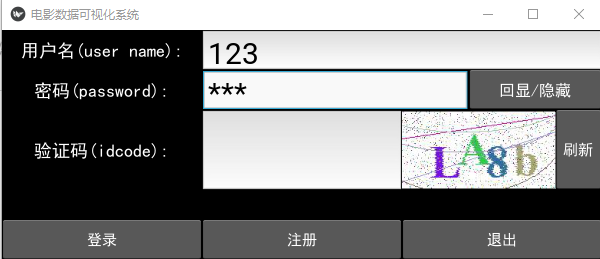 电影数据可视化系统
用户名(user name): 123
密码(password): *** 回显/隐藏
验证码(idcode): LA8b 刷新
登录 注册 退出